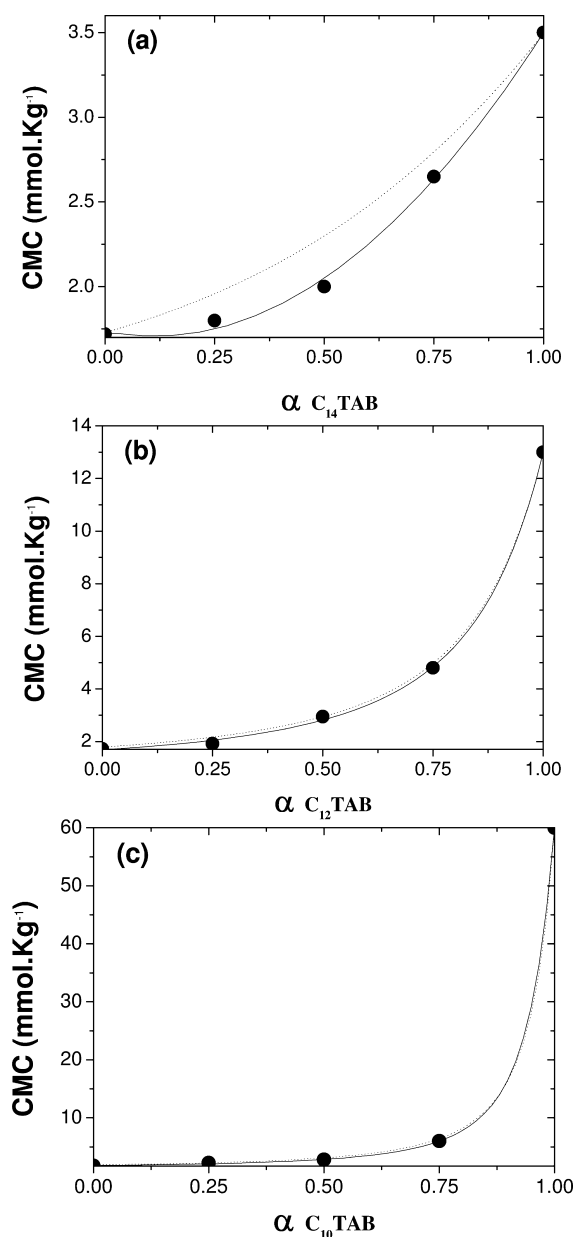 (a)
3.5
3.0
2.5
2.0
CMC (mmol.Kg⁻¹)
0.00 0.25 0.50 0.75 1.00
α C₁₄TAB
(b)
14
12
10
8
6
4
2
CMC (mmol.Kg⁻¹)
0.00 0.25 0.50 0.75 1.00
α C₁₂TAB
(c)
60
50
40
30
20
10
CMC (mmol.Kg⁻¹)
0.00 0.25 0.50 0.75 1.00
α C₁₀TAB